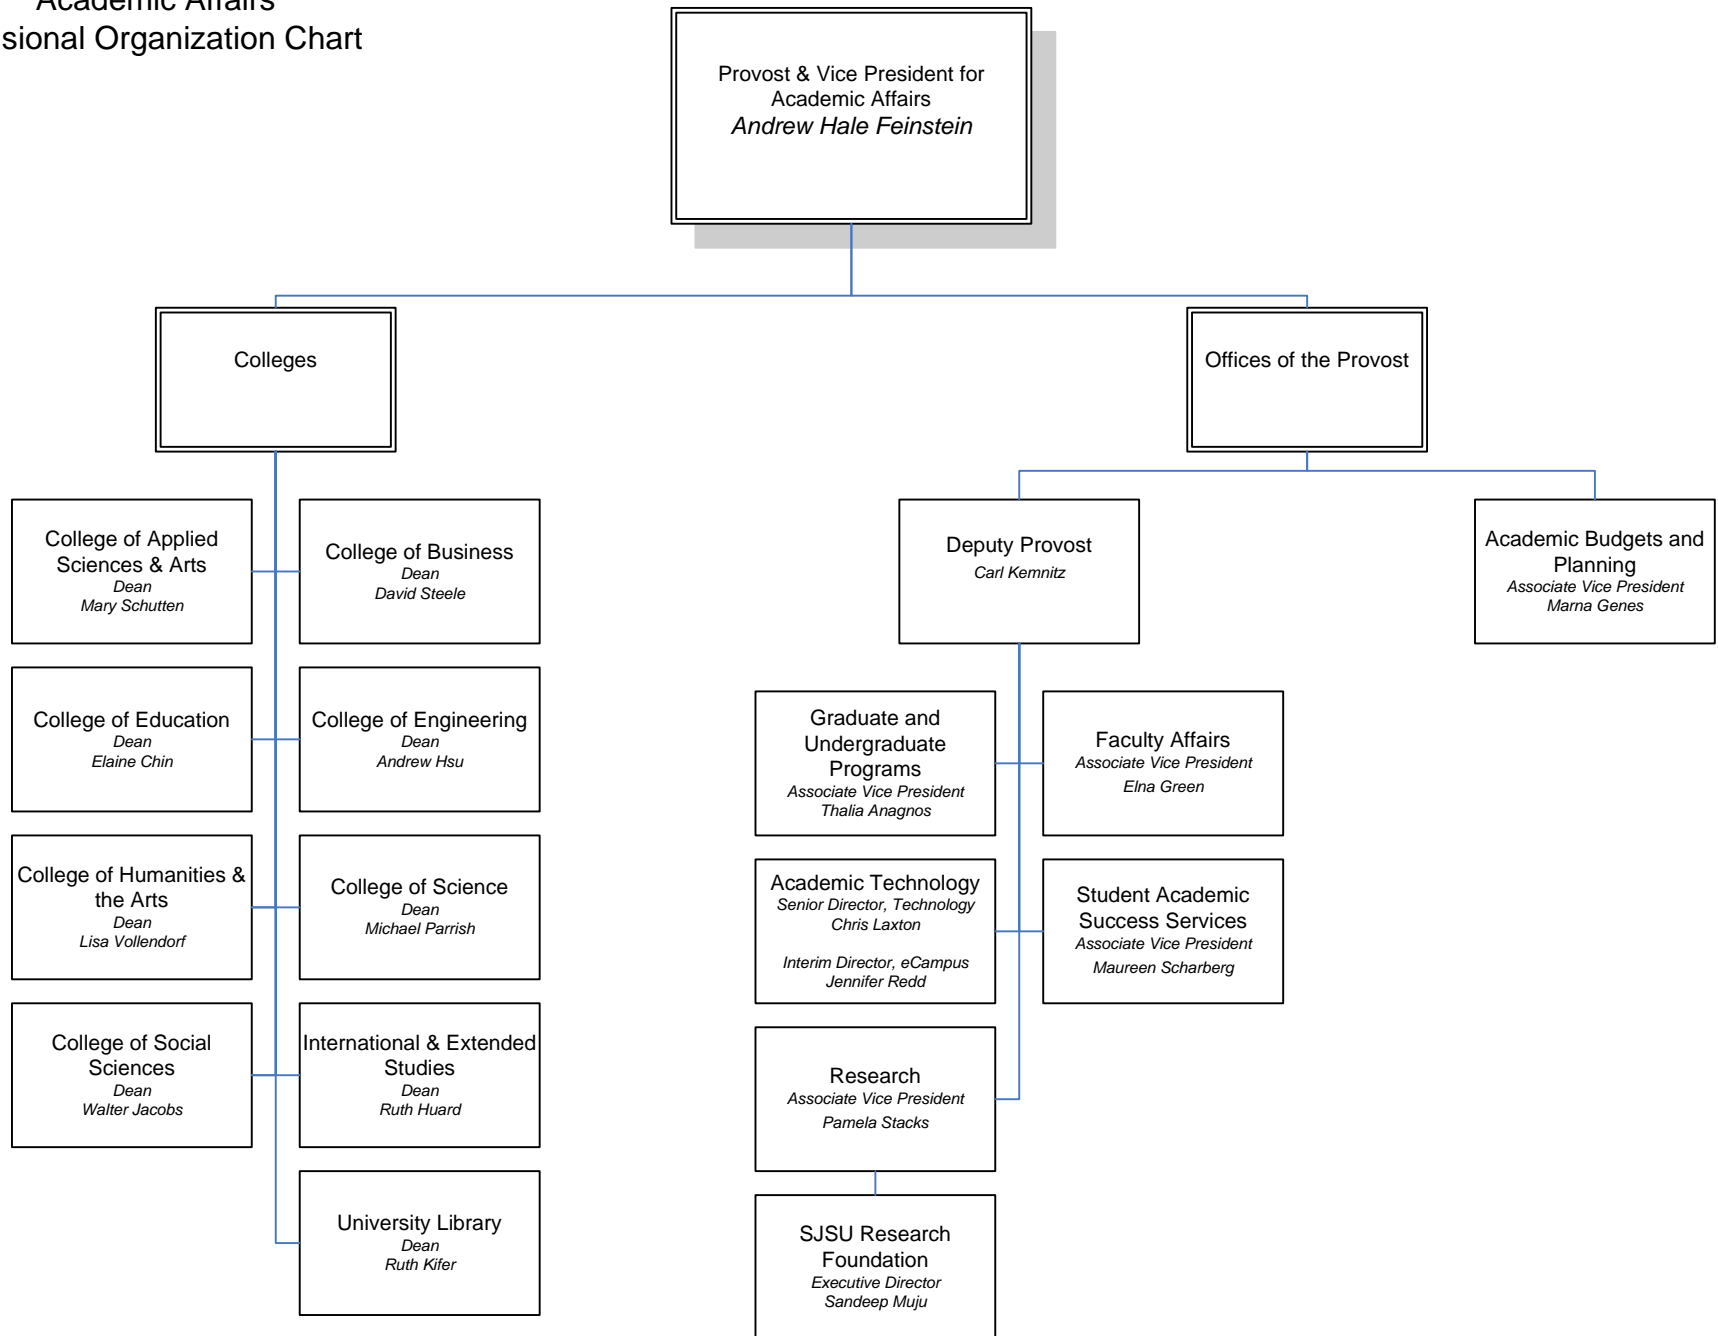 Academic Affairs
sional Organization Chart
Provost & Vice President for
Academic Affairs
Andrew Hale Feinstein
Colleges
Offices of the Provost
College of Applied
Sciences & Arts
Dean
Mary Schutten
College of Business
Dean
David Steele
Deputy Provost
Carl Kemnitz
Academic Budgets and
Planning
Associate Vice President
Marna Genes
College of Education
Dean
Elaine Chin
College of Engineering
Dean
Andrew Hsu
Graduate and
Undergraduate
Programs
Associate Vice President
Thalia Anagnos
Faculty Affairs
Associate Vice President
Elna Green
College of Humanities &
the Arts
Dean
Lisa Vollendorf
College of Science
Dean
Michael Parrish
Academic Technology
Senior Director, Technology
Chris Laxton
Interim Director, eCampus
Jennifer Redd
Student Academic
Success Services
Associate Vice President
Maureen Scharberg
College of Social
Sciences
Dean
Walter Jacobs
International & Extended
Studies
Dean
Ruth Huard
Research
Associate Vice President
Pamela Stacks
University Library
Dean
Ruth Kifer
SJSU Research
Foundation
Executive Director
Sandeep Muju